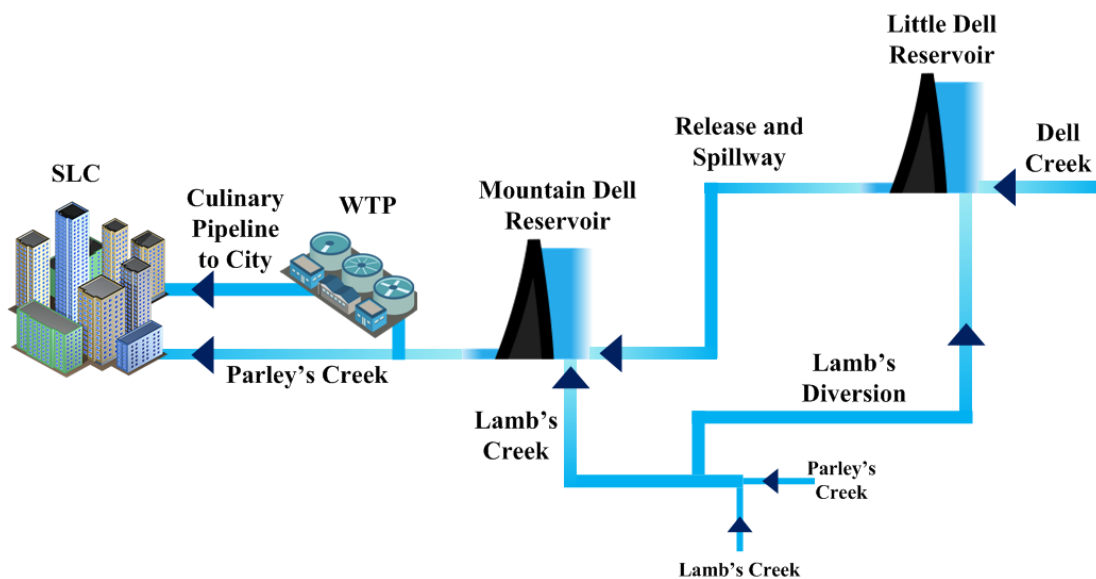 Little Dell
Reservoir
Release and
Spillway
Dell
Creek
SLC
Culinary
Pipeline
to City
WTP
Mountain Dell
Reservoir
Parley's Creek
Lamb's
Creek
Lamb's
Diversion
Parley's
Creek
Lamb's Creek